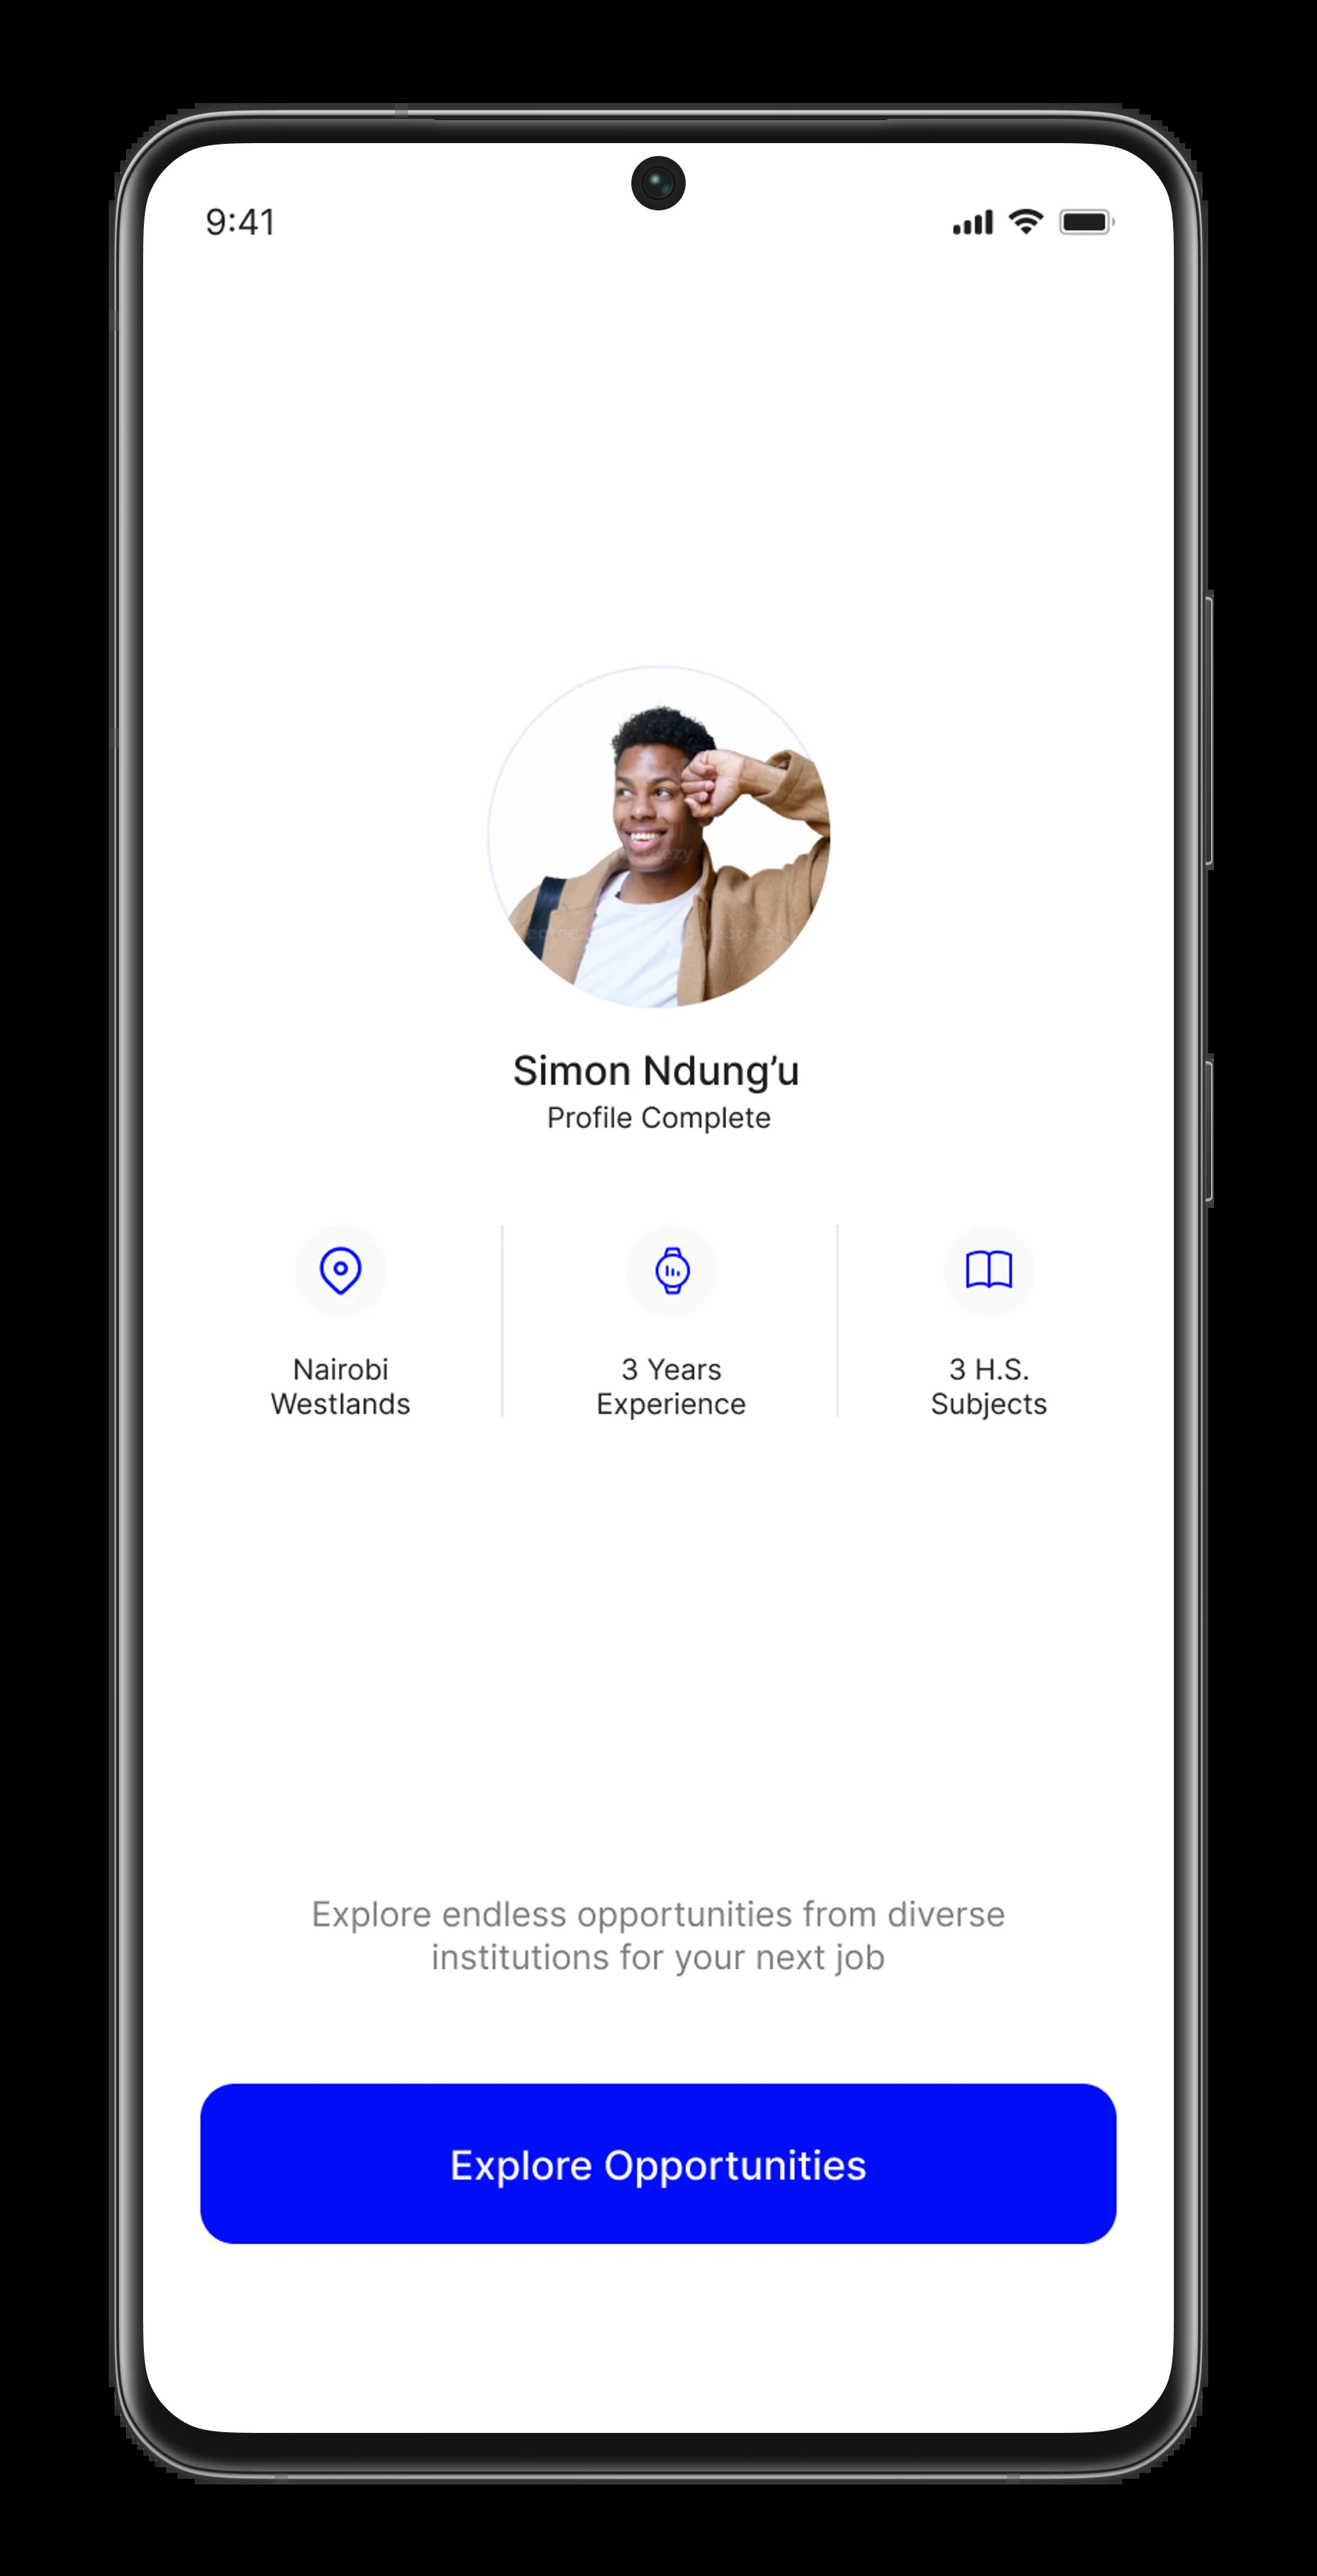 9:41
Simon Ndung’u
Profile Complete
Nairobi
Westlands
3 Years
Experience
3 H.S.
Subjects
Explore endless opportunities from diverse
institutions for your next job
Explore Opportunities